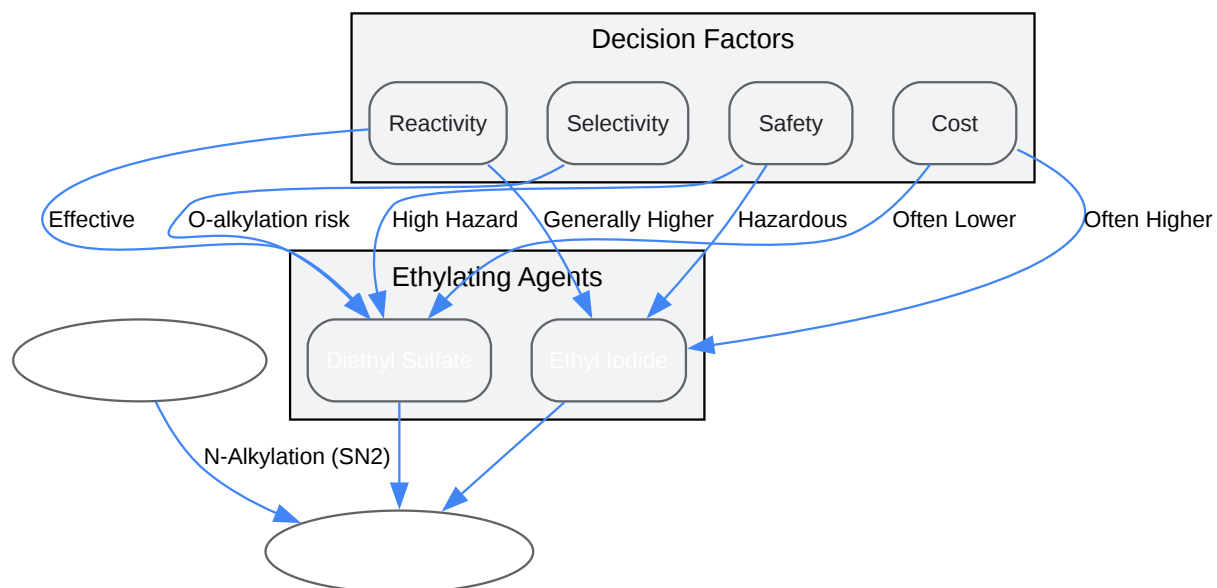 Decision Factors
Reactivity
Selectivity
Safety
Cost
Effective
O-alkylation risk
High Hazard
Generally Higher
Hazardous
Often Lower
Often Higher
Ethylating Agents
Diethyl Sulfate
Ethyl Iodide
N-Alkylation (SN2)